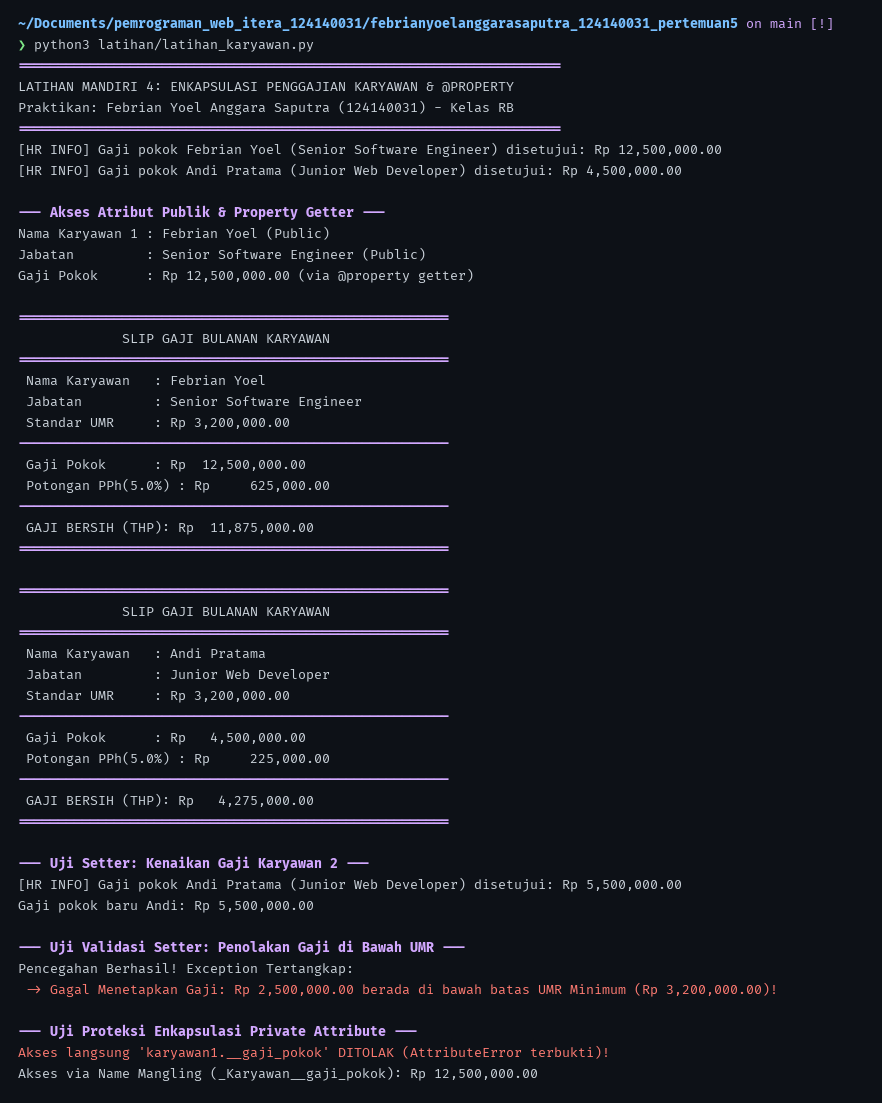 ~/Documents/pemrograman_web_itera_124140031/febrianyoelanggarasaputra_124140031_pertemuan5 on main [!]
❯ python3 latihan/latihan_karyawan.py
====================================================================
LATIHAN MANDIRI 4: ENKAPSULASI PENGGAJIAN KARYAWAN & @PROPERTY
Praktikan: Febrian Yoel Anggara Saputra (124140031) - Kelas RB
====================================================================
[HR INFO] Gaji pokok Febrian Yoel (Senior Software Engineer) disetujui: Rp 12,500,000.00
[HR INFO] Gaji pokok Andi Pratama (Junior Web Developer) disetujui: Rp 4,500,000.00
--- Akses Atribut Publik & Property Getter ---
Nama Karyawan 1 : Febrian Yoel (Public)
Jabatan         : Senior Software Engineer (Public)
Gaji Pokok      : Rp 12,500,000.00 (via @property getter)
======================================================
             SLIP GAJI BULANAN KARYAWAN
======================================================
 Nama Karyawan   : Febrian Yoel
 Jabatan         : Senior Software Engineer
 Standar UMR     : Rp 3,200,000.00
------------------------------------------------------
 Gaji Pokok      : Rp  12,500,000.00
 Potongan PPh(5.0%) : Rp     625,000.00
------------------------------------------------------
 GAJI BERSIH (THP): Rp  11,875,000.00
======================================================
======================================================
             SLIP GAJI BULANAN KARYAWAN
======================================================
 Nama Karyawan   : Andi Pratama
 Jabatan         : Junior Web Developer
 Standar UMR     : Rp 3,200,000.00
------------------------------------------------------
 Gaji Pokok      : Rp   4,500,000.00
 Potongan PPh(5.0%) : Rp     225,000.00
------------------------------------------------------
 GAJI BERSIH (THP): Rp   4,275,000.00
======================================================
--- Uji Setter: Kenaikan Gaji Karyawan 2 ---
[HR INFO] Gaji pokok Andi Pratama (Junior Web Developer) disetujui: Rp 5,500,000.00
Gaji pokok baru Andi: Rp 5,500,000.00
--- Uji Validasi Setter: Penolakan Gaji di Bawah UMR ---
Pencegahan Berhasil! Exception Tertangkap:
 -> Gagal Menetapkan Gaji: Rp 2,500,000.00 berada di bawah batas UMR Minimum (Rp 3,200,000.00)!
--- Uji Proteksi Enkapsulasi Private Attribute ---
Akses langsung 'karyawan1.__gaji_pokok' DITOLAK (AttributeError terbukti)!
Akses via Name Mangling (_Karyawan__gaji_pokok): Rp 12,500,000.00